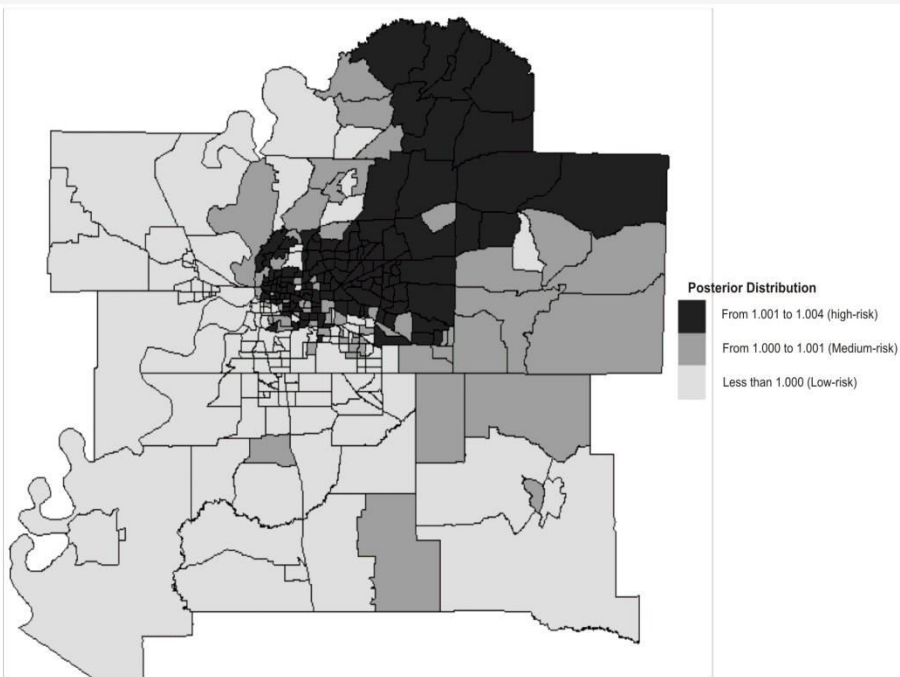 Posterior Distribution
From 1.001 to 1.004 (high-risk)
From 1.000 to 1.001 (Medium-risk)
Less than 1.000 (Low-risk)